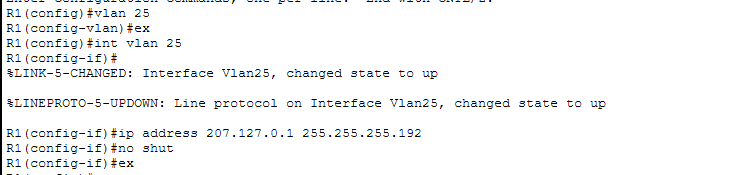 R1(config)#vlan 25
R1(config-vlan)#ex
R1(config)#int vlan 25
R1(config-if)#
%LINK-5-CHANGED: Interface Vlan25, changed state to up
%LINEPROTO-5-UPDOWN: Line protocol on Interface Vlan25, changed state to up
R1(config-if)#ip address 207.127.0.1 255.255.255.192
R1(config-if)#no shut
R1(config-if)#ex